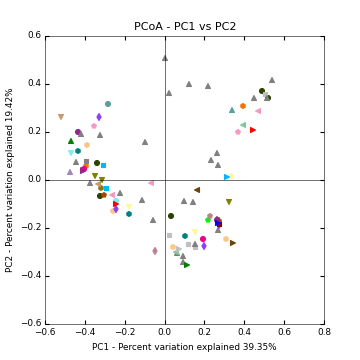 PCoA - PC1 vs PC2
PC2 - Percent variation explained 19.42%
0.6
0.4
0.2
0.0
−0.2
−0.4
−0.6
−0.6 −0.4 −0.2 0.0 0.2 0.4 0.6 0.8
PC1 - Percent variation explained 39.35%